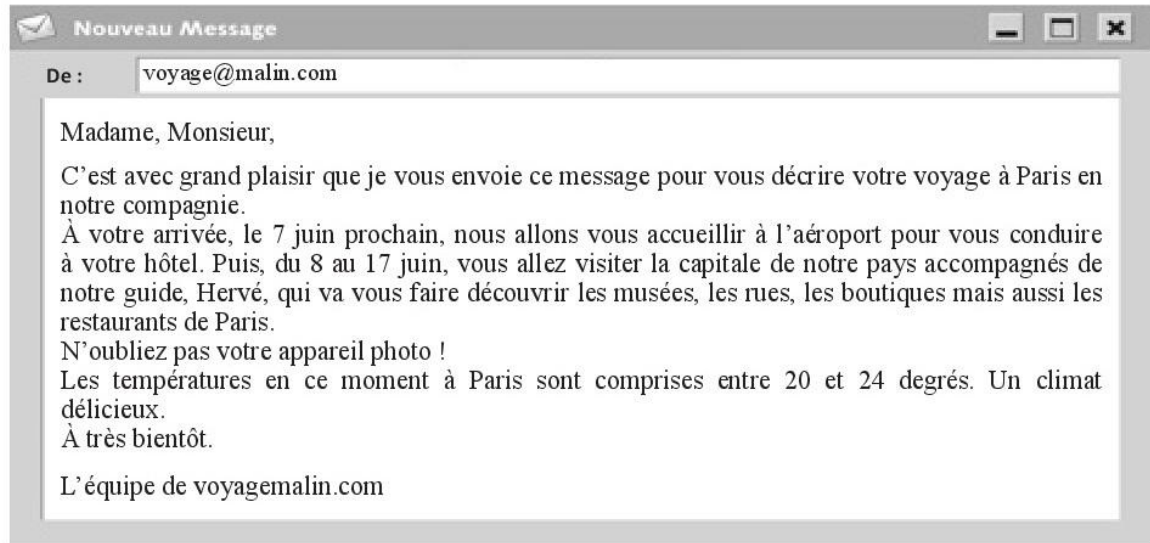 Nouveau Message
De : voyage@malin.com
Madame, Monsieur,
C'est avec grand plaisir que je vous envoie ce message pour vous décrire votre voyage à Paris en
notre compagnie.
À votre arrivée, le 7 juin prochain, nous allons vous accueillir à l'aéroport pour vous conduire
à votre hôtel. Puis, du 8 au 17 juin, vous allez visiter la capitale de notre pays accompagnés de
notre guide, Hervé, qui va vous faire découvrir les musées, les rues, les boutiques mais aussi les
restaurants de Paris.
N'oubliez pas votre appareil photo !
Les températures en ce moment à Paris sont comprises entre 20 et 24 degrés. Un climat
délicieux.
À très bientôt.
L'équipe de voyagemalin.com